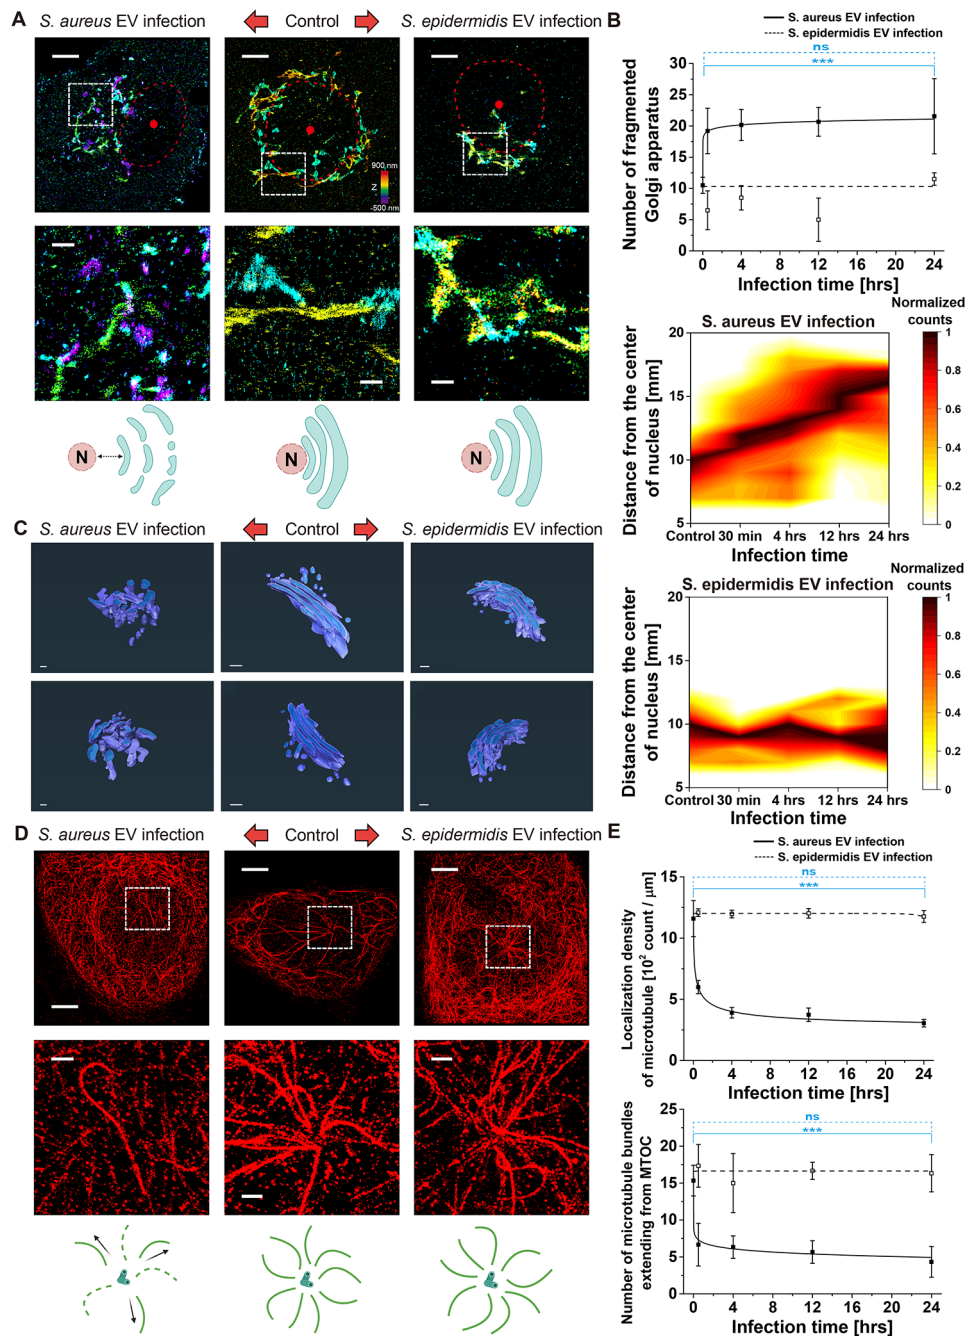 A
S. aureus EV infection
Control
S. epidermidis EV infection
900 nm
Z
-500 nm
N
N
N
B
S. aureus EV infection
S. epidermidis EV infection
ns
***
Number of fragmented
Golgi apparatus
30
25
20
15
10
5
0
0 4 8 12 16 20 24
Infection time [hrs]
S. aureus EV infection
Normalized
counts
Distance from the center
of nucleus [mm]
20
15
10
5
Control 30 min 4 hrs 12 hrs 24 hrs
Infection time
1
0.8
0.6
0.4
0.2
0
S. epidermidis EV infection
Normalized
counts
Distance from the center
of nucleus [mm]
20
15
10
5
Control 30 min 4 hrs 12 hrs 24 hrs
Infection time
1
0.8
0.6
0.4
0.2
0
C
S. aureus EV infection
Control
S. epidermidis EV infection
D
S. aureus EV infection
Control
S. epidermidis EV infection
E
S. aureus EV infection
S. epidermidis EV infection
ns
***
Localization density
of microtubule [10² count / μm]
15
10
5
0
0 4 8 12 16 20 24
Infection time [hrs]
ns
***
Number of microtubule bundles
extending from MTOC
20
15
10
5
0
0 4 8 12 16 20 24
Infection time [hrs]